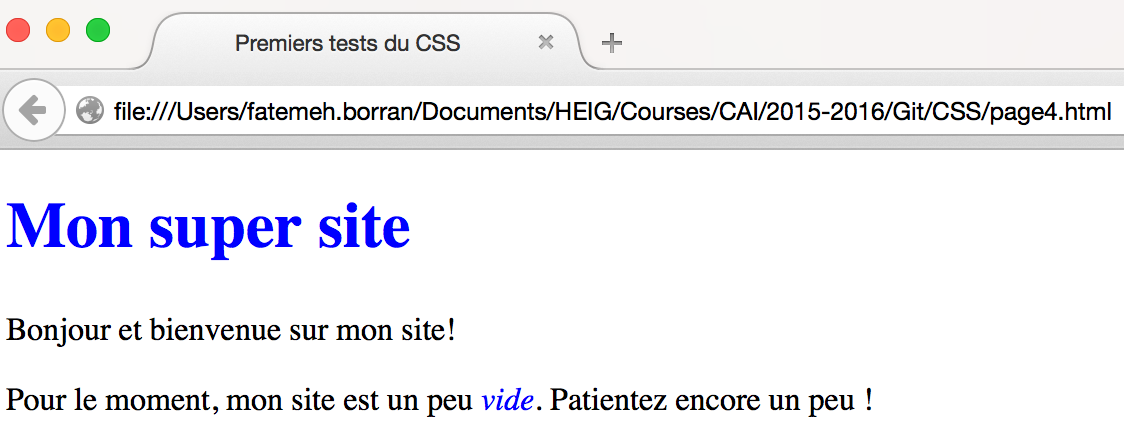 Premiers tests du CSS
file:///Users/fatemeh.borran/Documents/HEIG/Courses/CAI/2015-2016/Git/CSS/page4.html
Mon super site
Bonjour et bienvenue sur mon site!
Pour le moment, mon site est un peu vide. Patientez encore un peu !